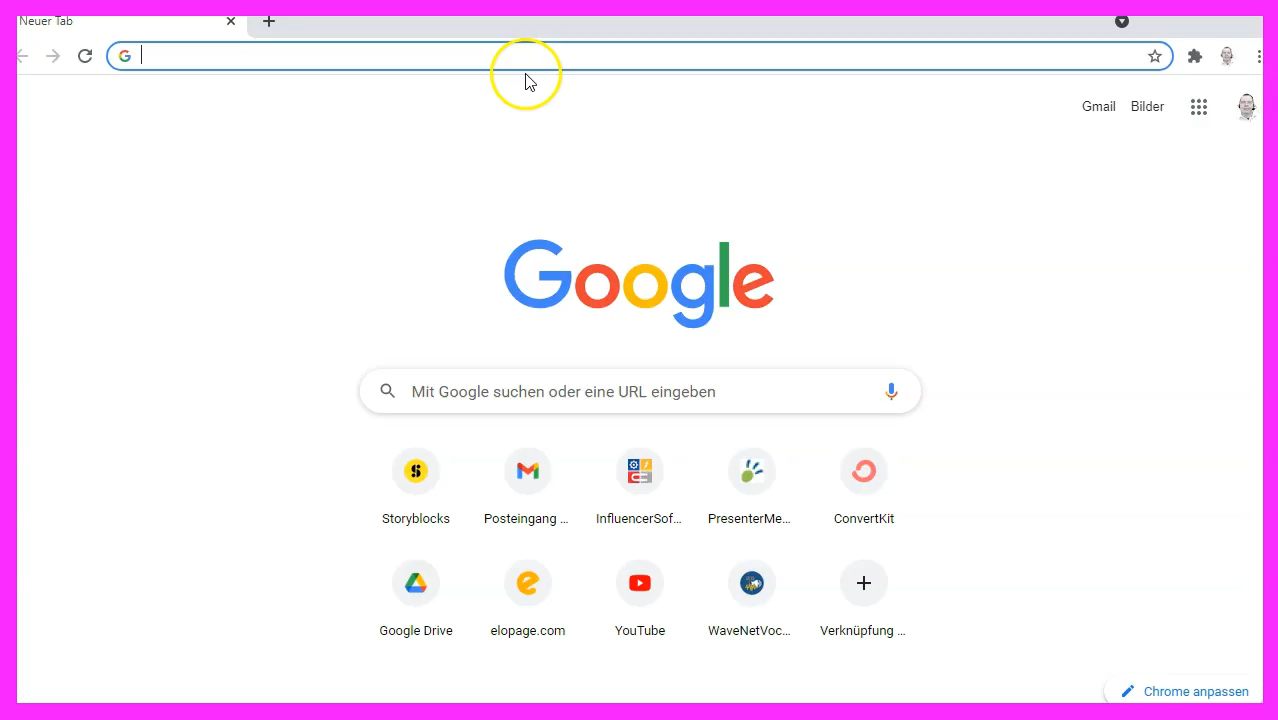 Neuer Tab
Gmail Bilder
Google
Mit Google suchen oder eine URL eingeben
Storyblocks Posteingang ... InfluencerSof... PresenterMe... ConvertKit
Google Drive elopage.com YouTube WaveNetVoc... Verknüpfung ...
Chrome anpassen